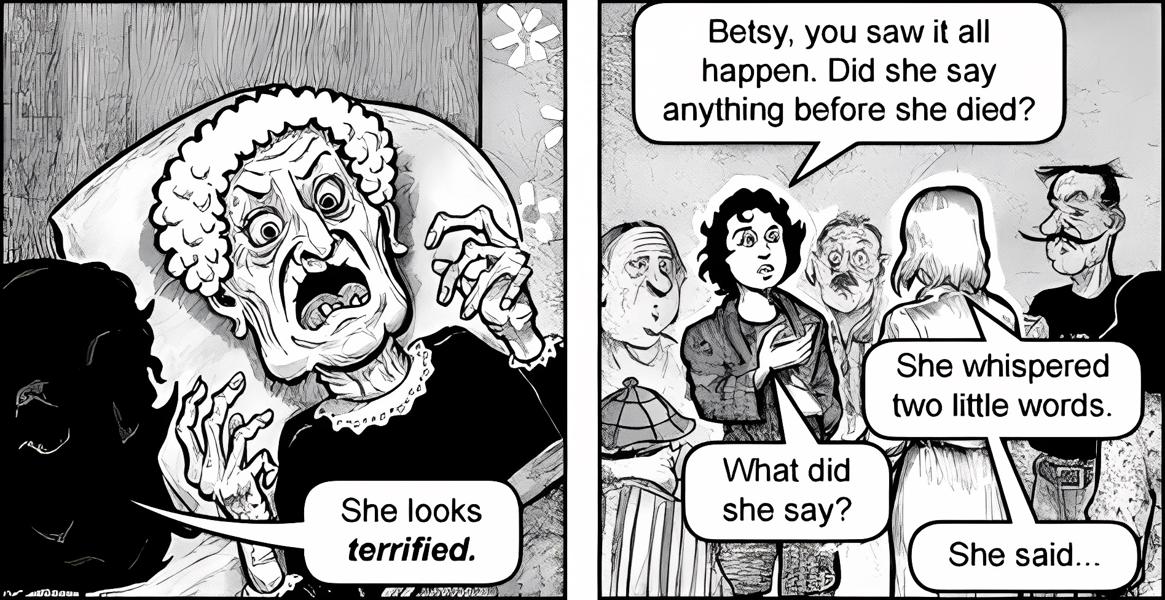 She looks
terrified.
Betsy, you saw it all
happen. Did she say
anything before she died?
She whispered
two little words.
What did
she say?
She said...